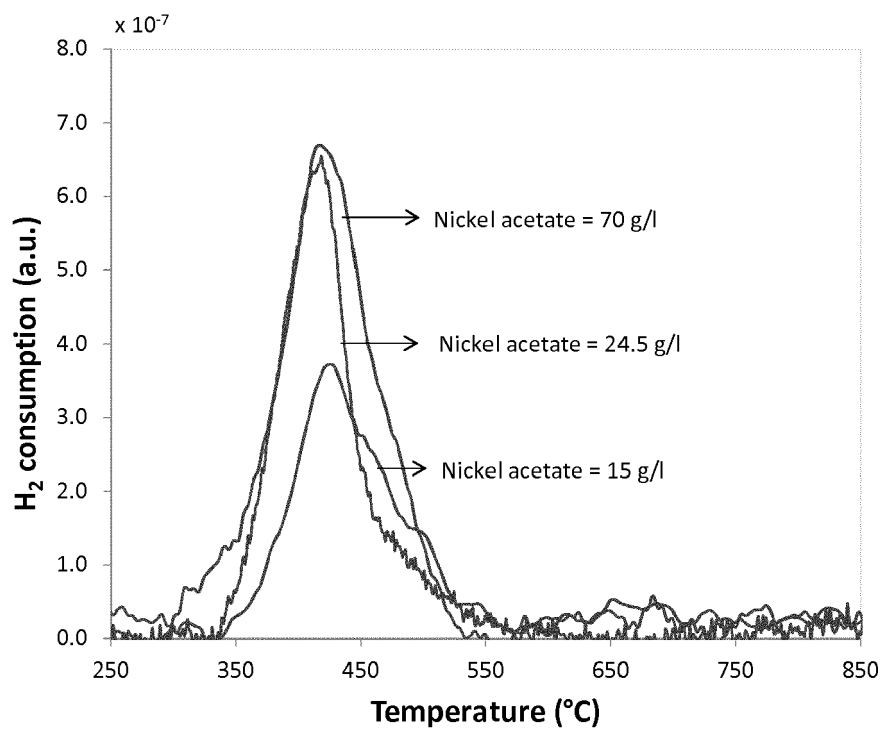 x 10-7
8.0
7.0
6.0
5.0
4.0
3.0
2.0
1.0
0.0
H2 consumption (a.u.)
Nickel acetate = 70 g/l
Nickel acetate = 24.5 g/l
Nickel acetate = 15 g/l
250 350 450 550 650 750 850
Temperature (°C)